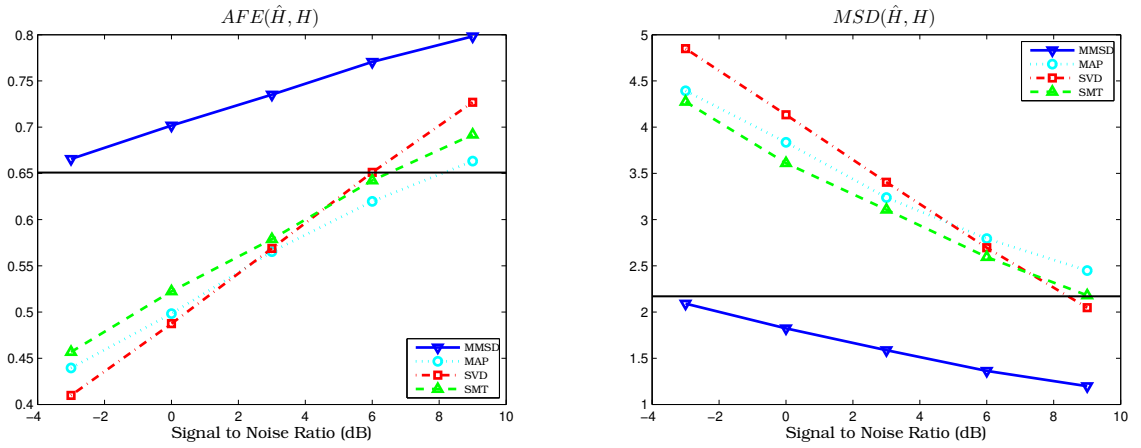 AFE(Ĥ, H)
0.8
0.75
0.7
0.65
0.6
0.55
0.5
0.45
0.4
−4 −2 0 2 4 6 8 10
Signal to Noise Ratio (dB)
MMSD
MAP
SVD
SMT
MSD(Ĥ, H)
5
4.5
4
3.5
3
2.5
2
1.5
1
−4 −2 0 2 4 6 8 10
Signal to Noise Ratio (dB)
MMSD
MAP
SVD
SMT